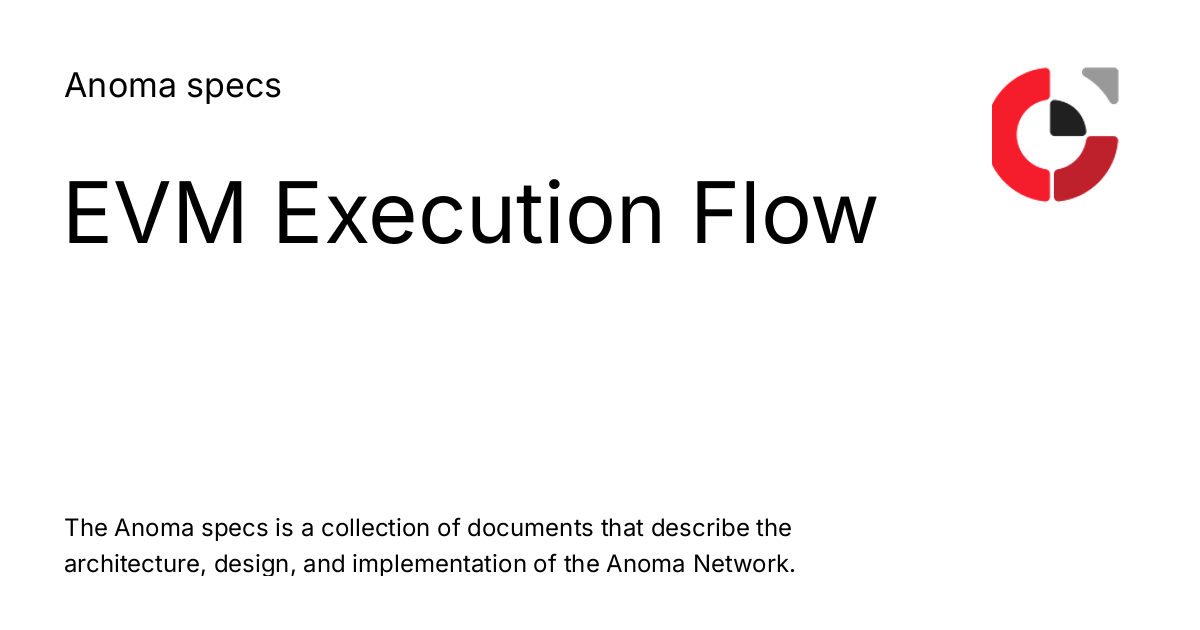 Anoma specs
EVM Execution Flow
The Anoma specs is a collection of documents that describe the
architecture, design, and implementation of the Anoma Network.